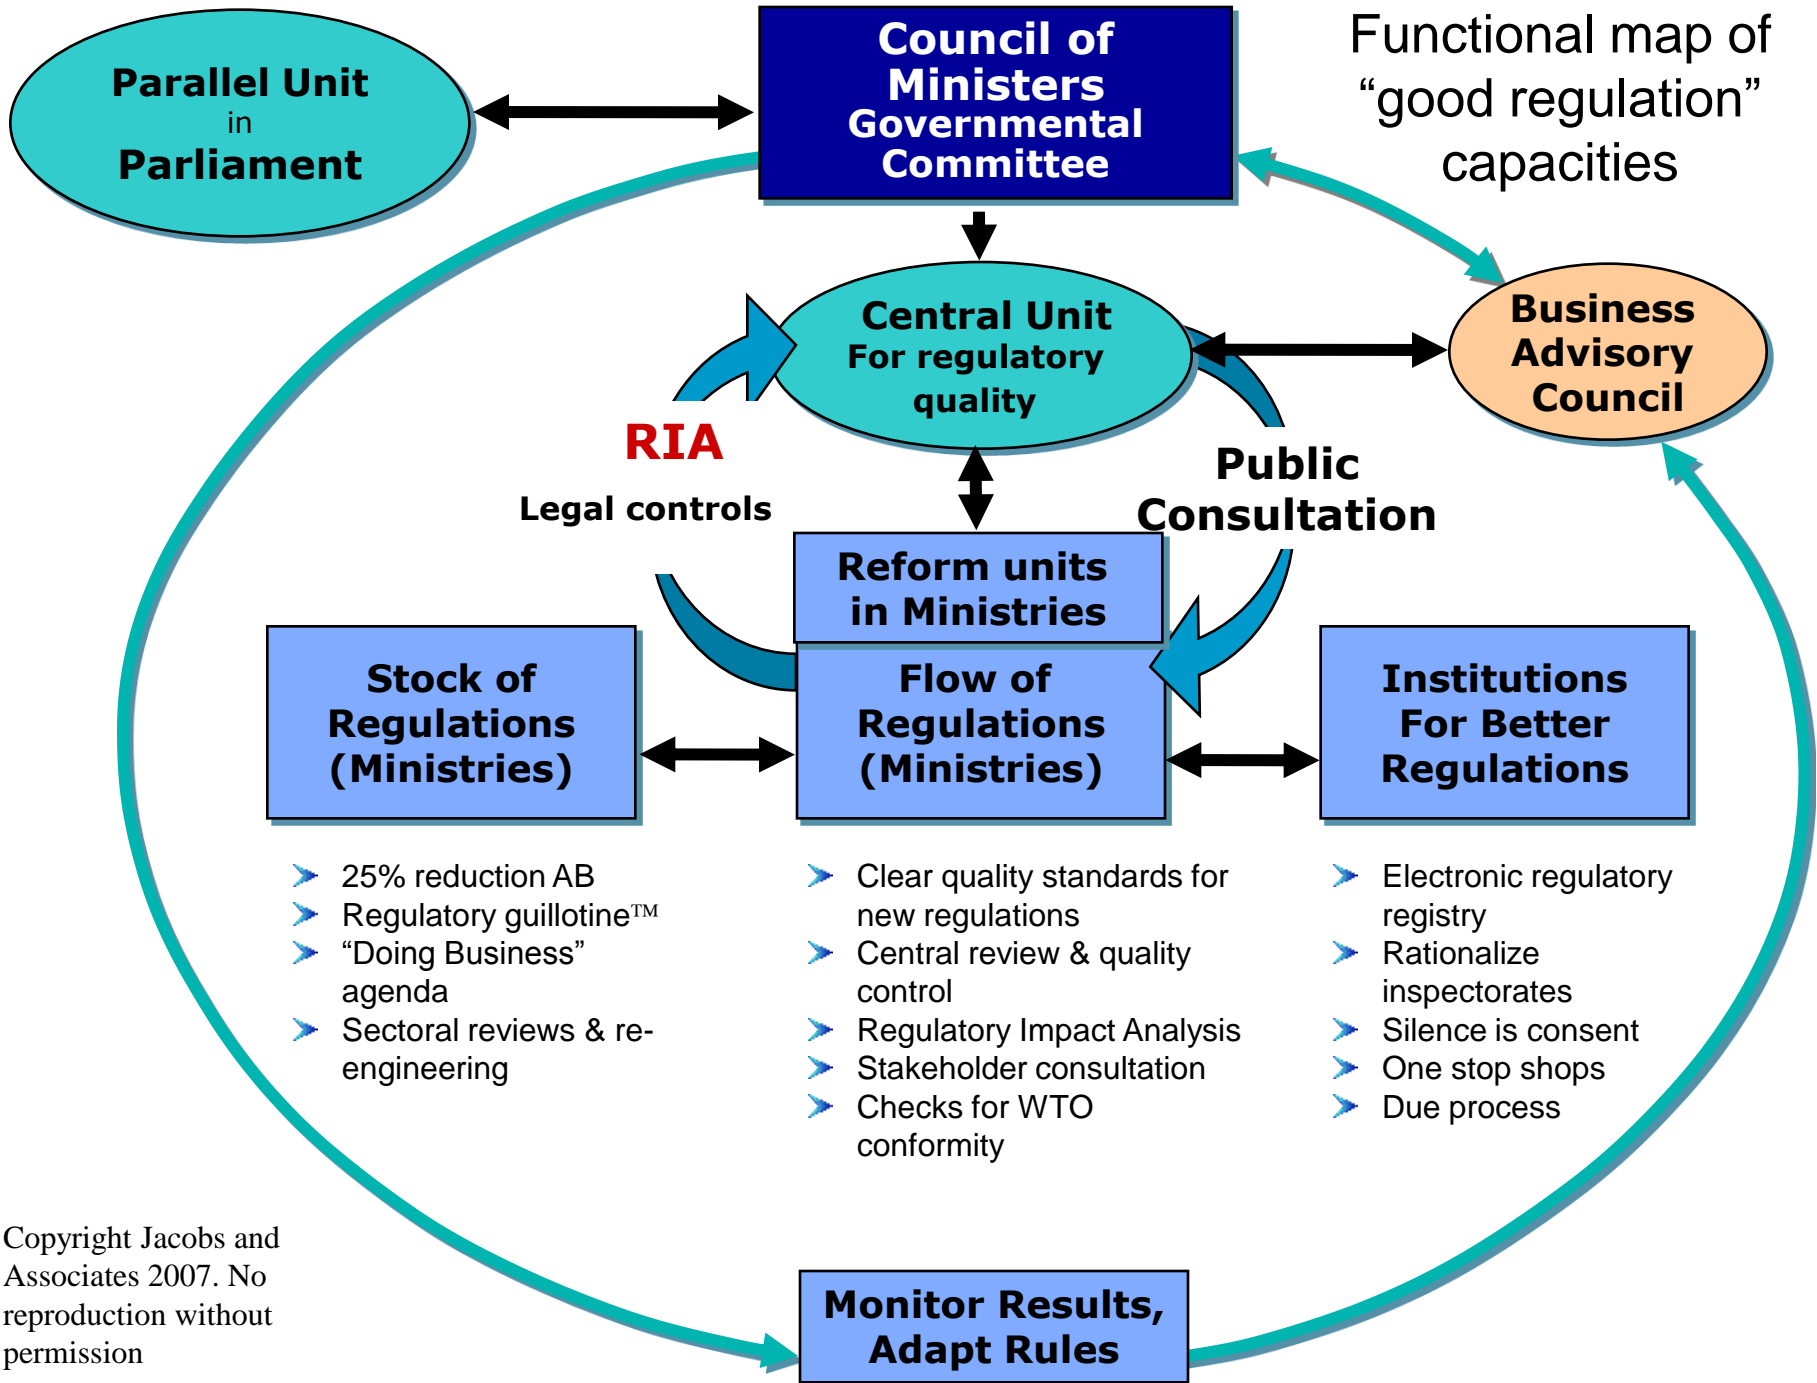 Functional map of
“good regulation”
capacities
Parallel Unit
in
Parliament
Council of
Ministers
Governmental
Committee
Central Unit
For regulatory
quality
Business
Advisory
Council
RIA
Legal controls
Public
Consultation
Reform units
in Ministries
Stock of
Regulations
(Ministries)
Flow of
Regulations
(Ministries)
Institutions
For Better
Regulations
25% reduction AB
Regulatory guillotine™
“Doing Business”
agenda
Sectoral reviews & re-
engineering
Clear quality standards for
new regulations
Central review & quality
control
Regulatory Impact Analysis
Stakeholder consultation
Checks for WTO
conformity
Electronic regulatory
registry
Rationalize
inspectorates
Silence is consent
One stop shops
Due process
Copyright Jacobs and
Associates 2007. No
reproduction without
permission
Monitor Results,
Adapt Rules